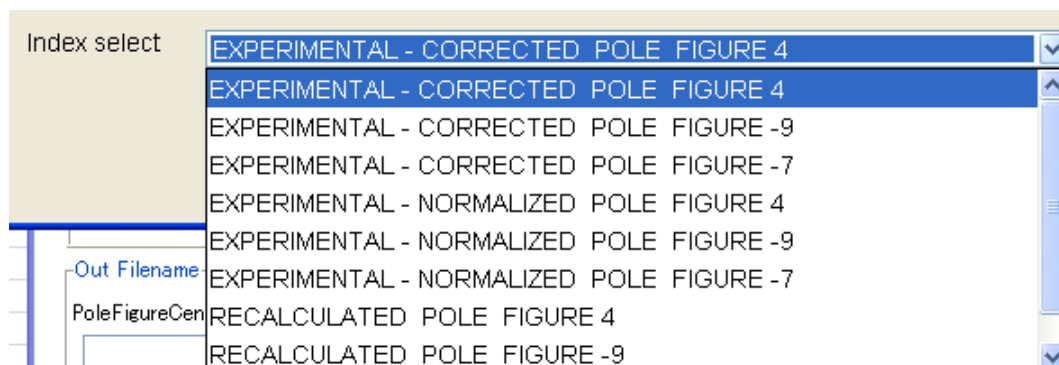 Index select
EXPERIMENTAL - CORRECTED POLE FIGURE 4
EXPERIMENTAL - CORRECTED POLE FIGURE 4
EXPERIMENTAL - CORRECTED POLE FIGURE -9
EXPERIMENTAL - CORRECTED POLE FIGURE -7
EXPERIMENTAL - NORMALIZED POLE FIGURE 4
EXPERIMENTAL - NORMALIZED POLE FIGURE -9
EXPERIMENTAL - NORMALIZED POLE FIGURE -7
RECALCULATED POLE FIGURE 4
RECALCULATED POLE FIGURE -9
Out Filename
PoleFigureCen